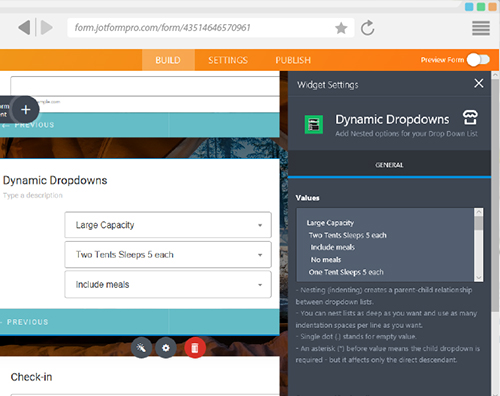 form.jotformpro.com/form/43514646570961
BUILD
SETTINGS
PUBLISH
Preview Form
PREVIOUS
Dynamic Dropdowns
Type a description
Large Capacity
Two Tents Sleeps 5 each
Include meals
PREVIOUS
Check-in
Widget Settings
Dynamic Dropdowns
Add Nested options for your Drop Down List
GENERAL
Values
Large Capacity
Two Tents Sleeps 5 each
Include meals
No meals
One Tent Sleeps 5 each
- Nesting (indenting) creates a parent-child relationship
between dropdown lists.
- You can nest lists as deep as you want and use as many
indentation spaces per line as you want.
- Single dot (.) stands for empty value.
- An asterisk (*) before value means the child dropdown is
required - but it affects only the direct descendant.